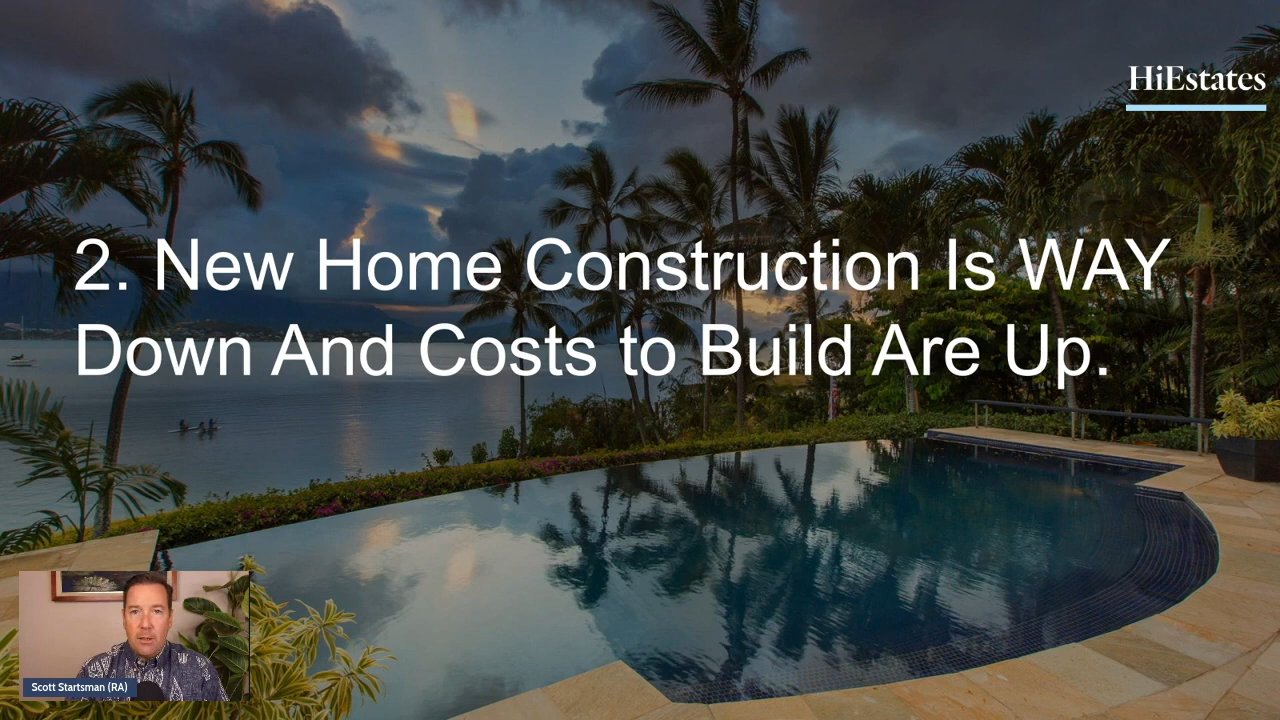 HiEstates
2. New Home Construction Is WAY
Down And Costs to Build Are Up.
Scott Startsman (RA)